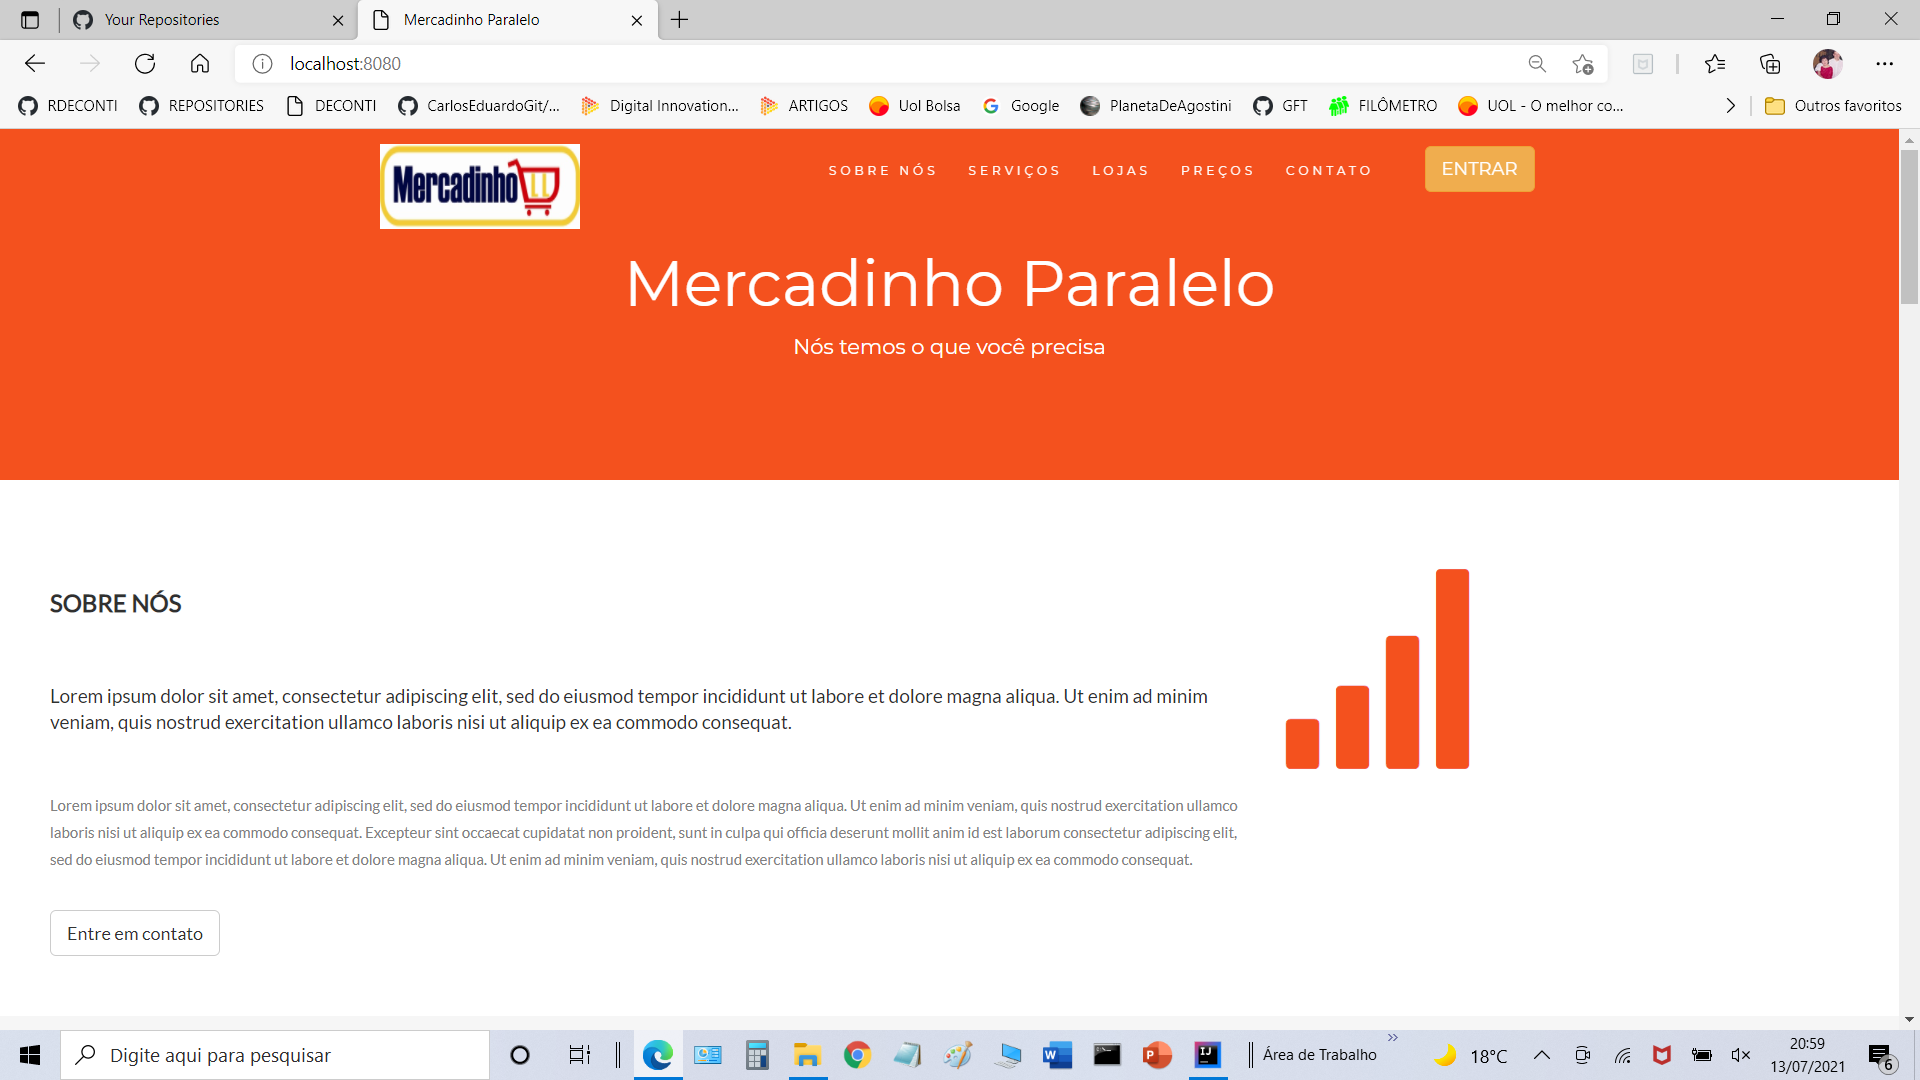 Your Repositories
Mercadinho Paralelo
localhost:8080
RDECONTI REPOSITORIES DECONTI CarlosEduardoGit/... Digital Innovation... ARTIGOS Uol Bolsa Google PlanetaDeAgostini GFT FILÔMETRO UOL - O melhor co... Outros favoritos
Mercadinho
SOBRE NÓS SERVIÇOS LOJAS PREÇOS CONTATO ENTRAR
Mercadinho Paralelo
Nós temos o que você precisa
SOBRE NÓS
Lorem ipsum dolor sit amet, consectetur adipiscing elit, sed do eiusmod tempor incididunt ut labore et dolore magna aliqua. Ut enim ad minim
veniam, quis nostrud exercitation ullamco laboris nisi ut aliquip ex ea commodo consequat.
Lorem ipsum dolor sit amet, consectetur adipiscing elit, sed do eiusmod tempor incididunt ut labore et dolore magna aliqua. Ut enim ad minim veniam, quis nostrud exercitation ullamco
laboris nisi ut aliquip ex ea commodo consequat. Excepteur sint occaecat cupidatat non proident, sunt in culpa qui officia deserunt mollit anim id est laborum consectetur adipiscing elit,
sed do eiusmod tempor incididunt ut labore et dolore magna aliqua. Ut enim ad minim veniam, quis nostrud exercitation ullamco laboris nisi ut aliquip ex ea commodo consequat.
Entre em contato
Digite aqui para pesquisar
Área de Trabalho
18°C
20:59
13/07/2021
6